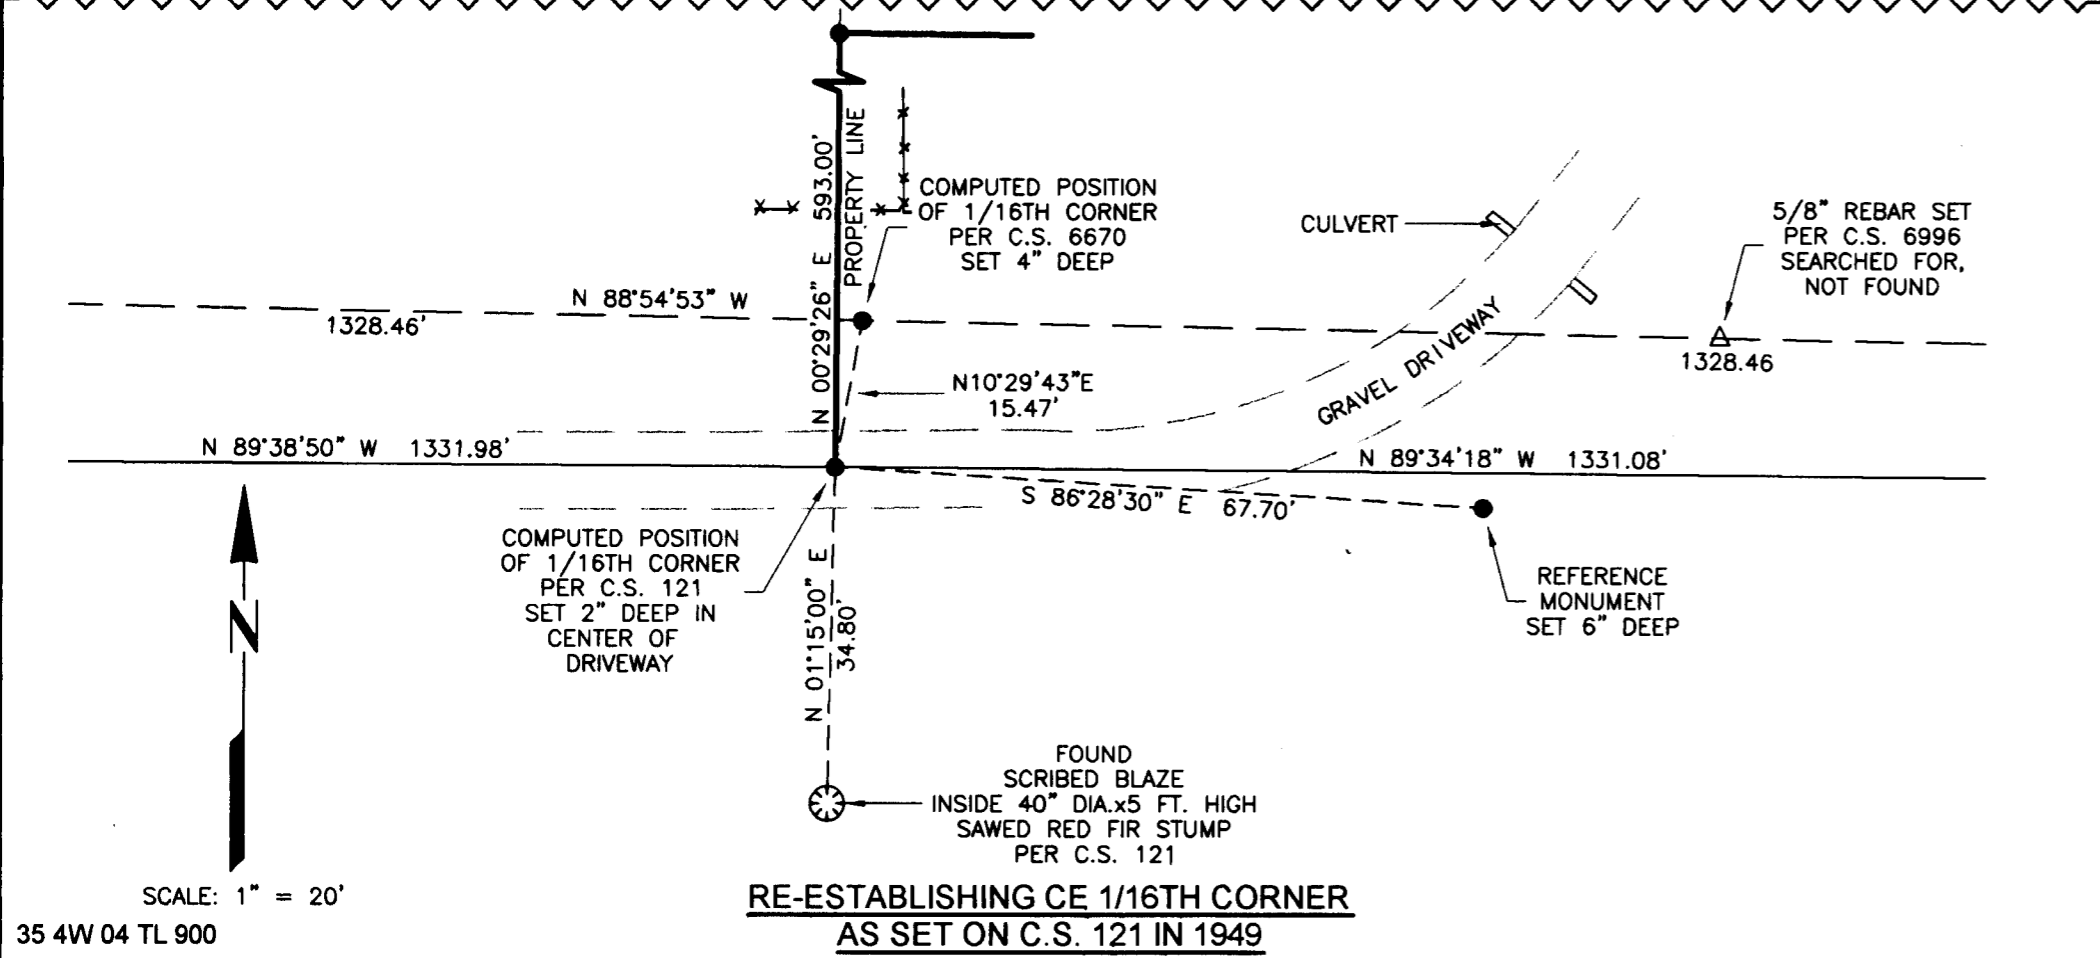 N 00°29'26" E 593.00'
PROPERTY LINE
COMPUTED POSITION
OF 1/16TH CORNER
PER C.S. 6670
SET 4" DEEP
CULVERT
5/8" REBAR SET
PER C.S. 6996
SEARCHED FOR,
NOT FOUND
N 88°54'53" W
1328.46'
GRAVEL DRIVEWAY
1328.46
N10°29'43"E
15.47'
N 89°38'50" W 1331.98'
N 89°34'18" W 1331.08'
S 86°28'30" E 67.70'
COMPUTED POSITION
OF 1/16TH CORNER
PER C.S. 121
SET 2" DEEP IN
CENTER OF
DRIVEWAY
N 01°15'00" E
34.80'
REFERENCE
MONUMENT
SET 6" DEEP
N
FOUND
SCRIBED BLAZE
INSIDE 40" DIA.x5 FT. HIGH
SAWED RED FIR STUMP
PER C.S. 121
SCALE: 1" = 20'
RE-ESTABLISHING CE 1/16TH CORNER
AS SET ON C.S. 121 IN 1949
35 4W 04 TL 900